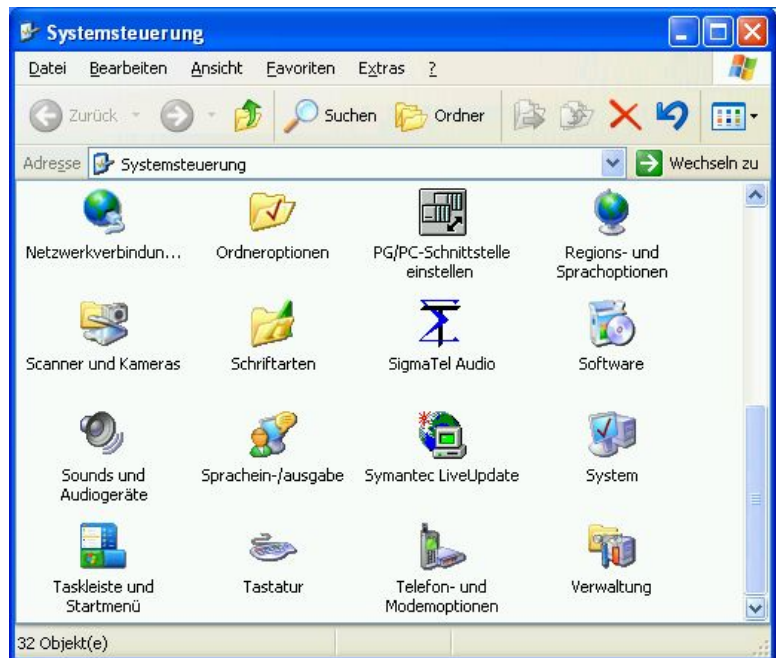 Systemsteuerung
Datei Bearbeiten Ansicht Favoriten Extras ?
Zurück Suchen Ordner
Adresse Systemsteuerung Wechseln zu
Netzwerkverbindun...
Ordneroptionen
PG/PC-Schnittstelle
einstellen
Regions- und
Sprachoptionen
Scanner und Kameras
Schriftarten
SigmaTel Audio
Software
Sounds und
Audiogeräte
Sprachein-/ausgabe
Symantec LiveUpdate
System
Taskleiste und
Startmenü
Tastatur
Telefon- und
Modemoptionen
Verwaltung
32 Objekt(e)